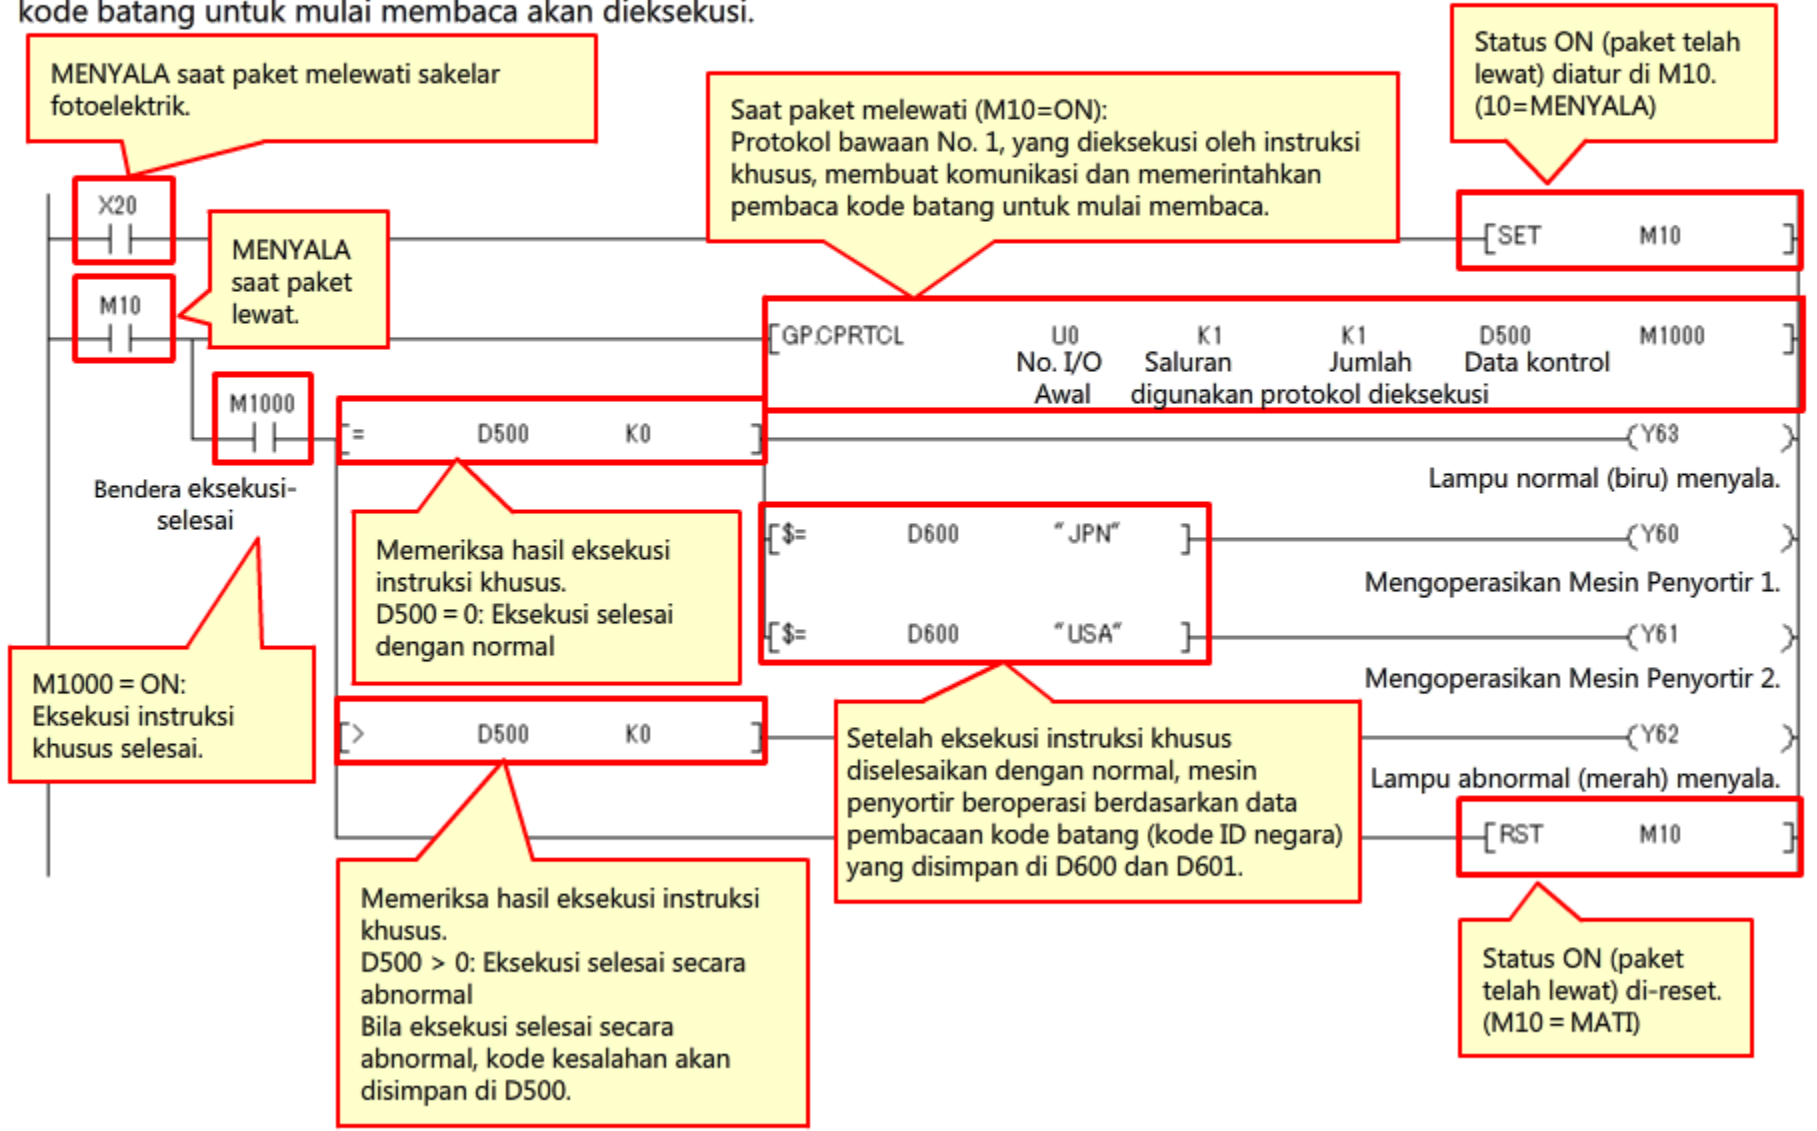 kode batang untuk mulai membaca akan dieksekusi.
MENYALA saat paket melewati sakelar
fotoelektrik.
Status ON (paket telah
lewat) diatur di M10.
(10=MENYALA)
Saat paket melewati (M10=ON):
Protokol bawaan No. 1, yang dieksekusi oleh instruksi
khusus, membuat komunikasi dan memerintahkan
pembaca kode batang untuk mulai membaca.
X20
[SET M10 ]
MENYALA
saat paket
lewat.
M10
[GP.CPRTCL U0 K1 K1 D500 M1000 ]
No. I/O Saluran Jumlah Data kontrol
Awal digunakan protokol dieksekusi
M1000
[= D500 K0 ]
(Y63 )
Lampu normal (biru) menyala.
Bendera eksekusi-
selesai
[$= D600 "JPN" ]
(Y60 )
Mengoperasikan Mesin Penyortir 1.
Memeriksa hasil eksekusi
instruksi khusus.
D500 = 0: Eksekusi selesai
dengan normal
[$= D600 "USA" ]
(Y61 )
Mengoperasikan Mesin Penyortir 2.
M1000 = ON:
Eksekusi instruksi
khusus selesai.
[> D500 K0 ]
(Y62 )
Lampu abnormal (merah) menyala.
Setelah eksekusi instruksi khusus
diselesaikan dengan normal, mesin
penyortir beroperasi berdasarkan data
pembacaan kode batang (kode ID negara)
yang disimpan di D600 dan D601.
[RST M10 ]
Memeriksa hasil eksekusi instruksi
khusus.
D500 > 0: Eksekusi selesai secara
abnormal
Bila eksekusi selesai secara
abnormal, kode kesalahan akan
disimpan di D500.
Status ON (paket
telah lewat) di-reset.
(M10 = MATI)